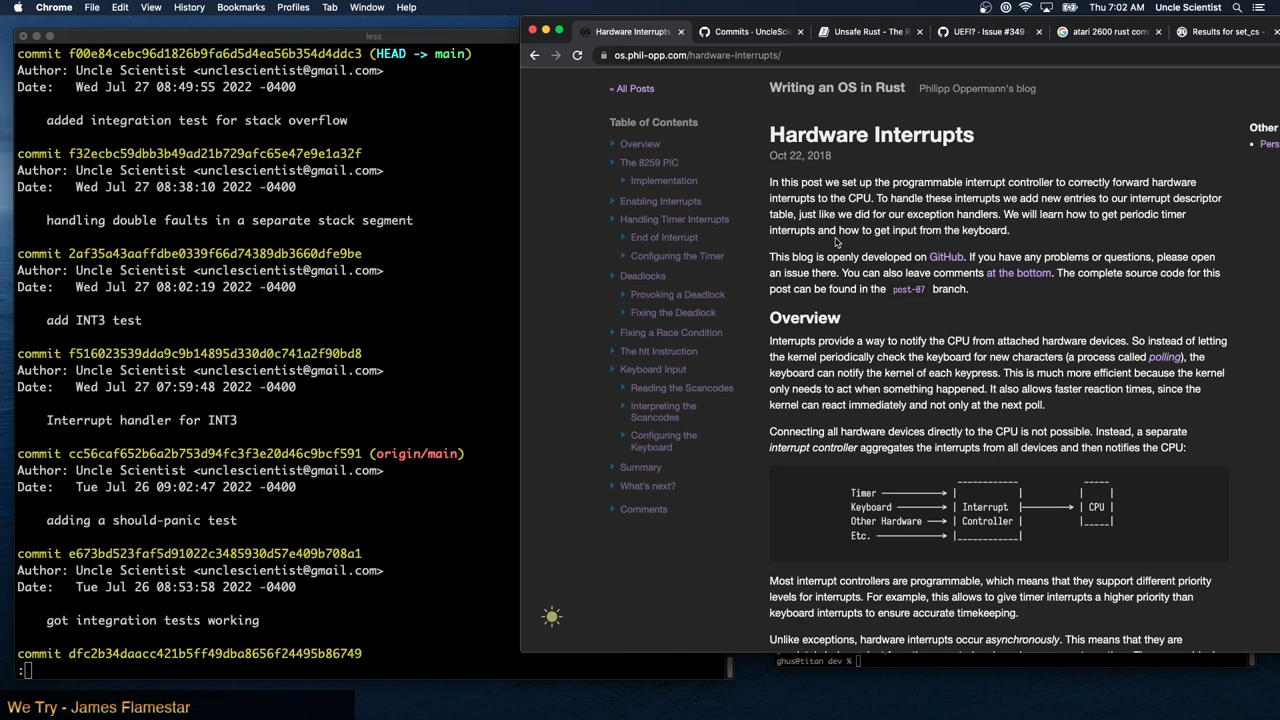 Chrome File Edit View History Bookmarks Profiles Tab Window Help Thu 7:02 AM Uncle Scientist
less
commit f00e84cebc96d1826b9fa6d5d4ea56b354d4ddc3 (HEAD -> main)
Author: Uncle Scientist <unclescientist@gmail.com>
Date: Wed Jul 27 08:49:55 2022 -0400
added integration test for stack overflow
commit f32ecbc59dbb3b49ad21b729afc65e47e9e1a32f
Author: Uncle Scientist <unclescientist@gmail.com>
Date: Wed Jul 27 08:38:10 2022 -0400
handling double faults in a separate stack segment
commit 2af35a43aaffdbe0339f66d74389db3660dfe9be
Author: Uncle Scientist <unclescientist@gmail.com>
Date: Wed Jul 27 08:02:19 2022 -0400
add INT3 test
commit f516023539dda9c9b14895d330d0c741a2f90bd8
Author: Uncle Scientist <unclescientist@gmail.com>
Date: Wed Jul 27 07:59:48 2022 -0400
Interrupt handler for INT3
commit cc56caf652b6a2b753d94fc3f3e20d46c9bcf591 (origin/main)
Author: Uncle Scientist <unclescientist@gmail.com>
Date: Tue Jul 26 09:02:47 2022 -0400
adding a should-panic test
commit e673bd523faf5d91022c3485930d57e409b708a1
Author: Uncle Scientist <unclescientist@gmail.com>
Date: Tue Jul 26 08:53:58 2022 -0400
got integration tests working
commit dfc2b34daacc421b5ff49dba8656f24495b86749
:
Hardware Interrupts Commits · UncleSci Unsafe Rust - The R UEFI? · Issue #349 atari 2600 rust com Results for set_cs
os.phil-opp.com/hardware-interrupts/
« All Posts
Table of Contents
Overview
The 8259 PIC
Implementation
Enabling Interrupts
Handling Timer Interrupts
End of Interrupt
Configuring the Timer
Deadlocks
Provoking a Deadlock
Fixing the Deadlock
Fixing a Race Condition
The hlt Instruction
Keyboard Input
Reading the Scancodes
Interpreting the
Scancodes
Configuring the
Keyboard
Summary
What's next?
Comments
Writing an OS in Rust Philipp Oppermann's blog
Hardware Interrupts
Oct 22, 2018
In this post we set up the programmable interrupt controller to correctly forward hardware
interrupts to the CPU. To handle these interrupts we add new entries to our interrupt descriptor
table, just like we did for our exception handlers. We will learn how to get periodic timer
interrupts and how to get input from the keyboard.
This blog is openly developed on GitHub. If you have any problems or questions, please open
an issue there. You can also leave comments at the bottom. The complete source code for this
post can be found in the post-07 branch.
Overview
Interrupts provide a way to notify the CPU from attached hardware devices. So instead of letting
the kernel periodically check the keyboard for new characters (a process called polling), the
keyboard can notify the kernel of each keypress. This is much more efficient because the kernel
only needs to act when something happened. It also allows faster reaction times, since the
kernel can react immediately and not only at the next poll.
Connecting all hardware devices directly to the CPU is not possible. Instead, a separate
interrupt controller aggregates the interrupts from all devices and then notifies the CPU:
Timer
Keyboard Interrupt CPU
Other Hardware Controller
Etc.
Most interrupt controllers are programmable, which means that they support different priority
levels for interrupts. For example, this allows to give timer interrupts a higher priority than
keyboard interrupts to ensure accurate timekeeping.
Unlike exceptions, hardware interrupts occur asynchronously. This means that they are
Other
Pers
ghus@titan dev %
We Try - James Flamestar